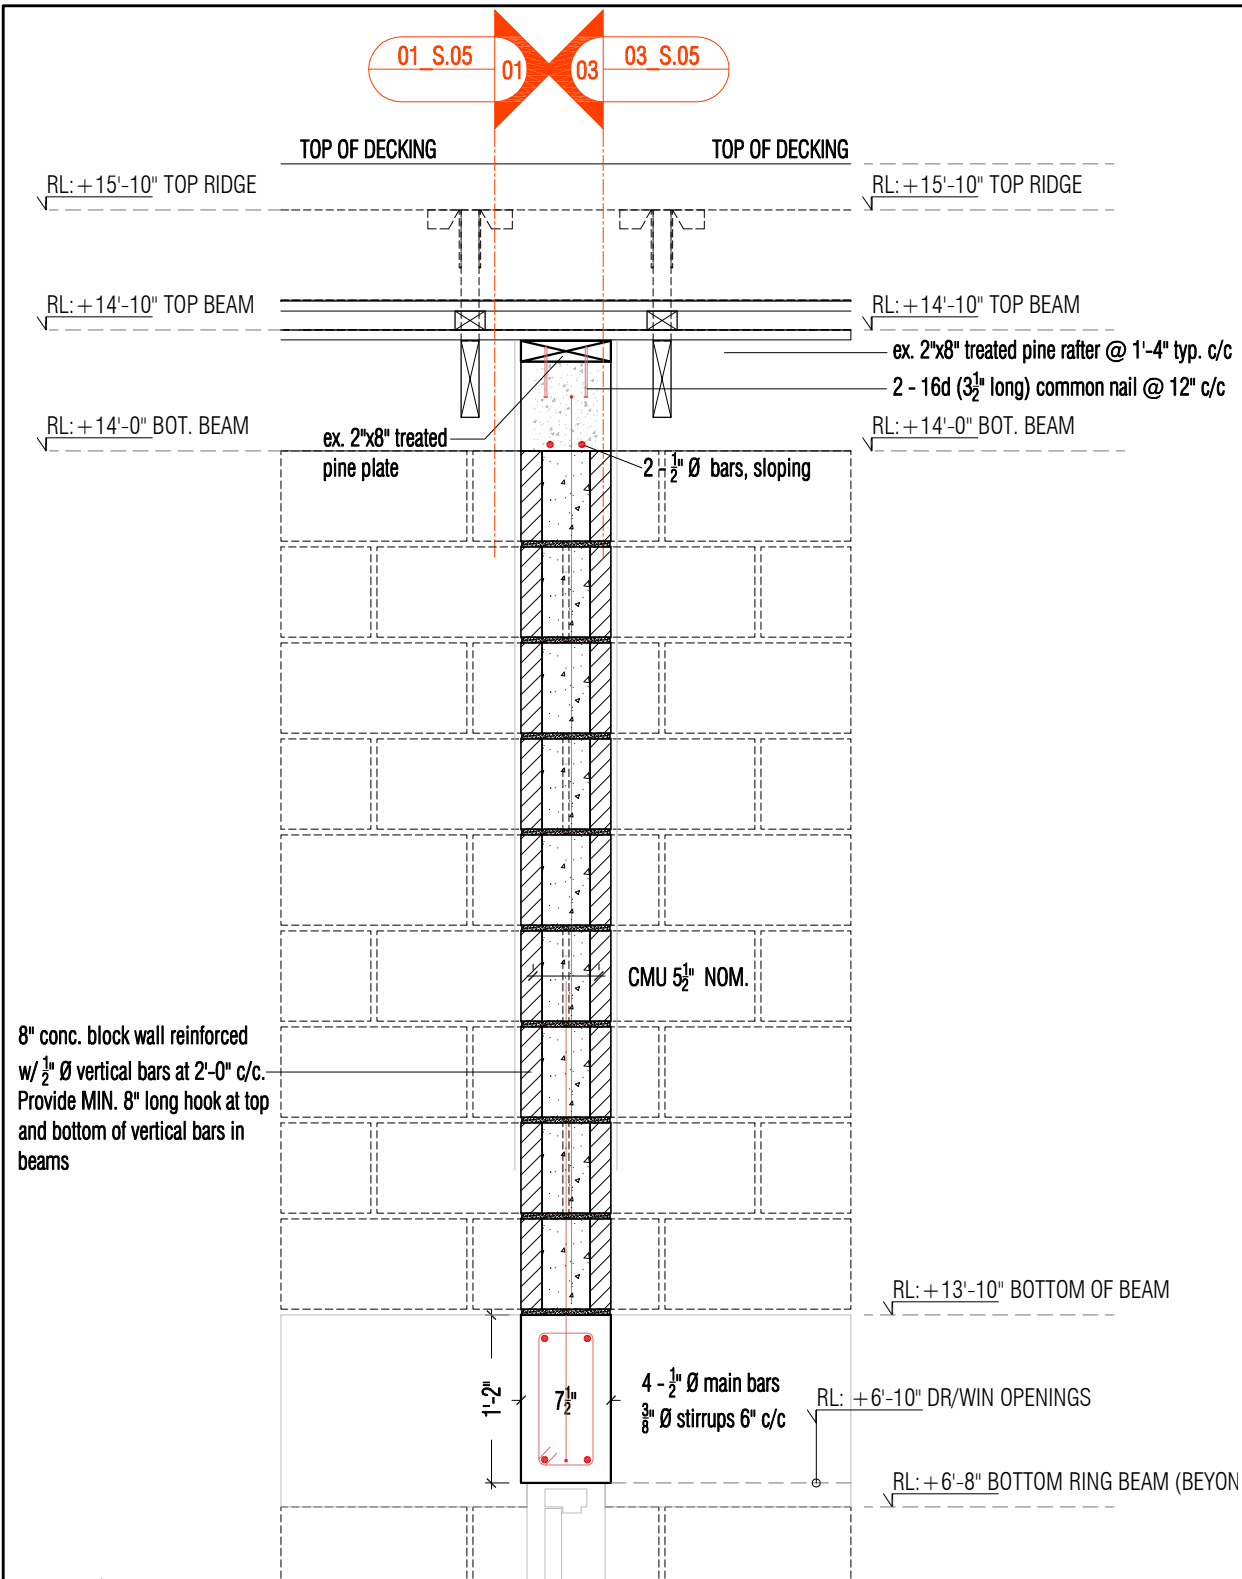 01_S.05
01
03
03_S.05
TOP OF DECKING
TOP OF DECKING
RL: +15'-10" TOP RIDGE
RL: +15'-10" TOP RIDGE
RL: +14'-10" TOP BEAM
RL: +14'-10" TOP BEAM
ex. 2"x8" treated pine rafter @ 1'-4" typ. c/c
2 - 16d (3½" long) common nail @ 12" c/c
RL: +14'-0" BOT. BEAM
RL: +14'-0" BOT. BEAM
ex. 2"x8" treated
pine plate
2 - ½" Ø bars, sloping
CMU 5½" NOM.
8" conc. block wall reinforced
w/ ½" Ø vertical bars at 2'-0" c/c.
Provide MIN. 8" long hook at top
and bottom of vertical bars in
beams
RL: +13'-10" BOTTOM OF BEAM
1'-2"
7½"
4 - ½" Ø main bars
⅜" Ø stirrups 6" c/c
RL: +6'-10" DR/WIN OPENINGS
RL: +6'-8" BOTTOM RING BEAM (BEYON